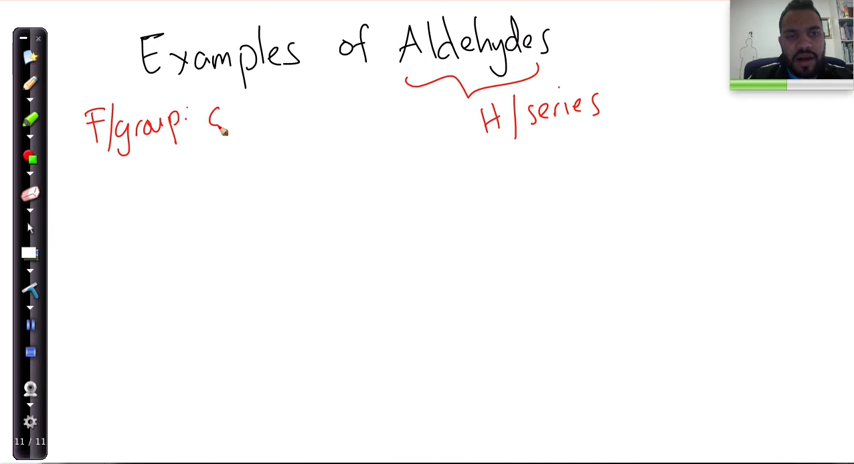 Examples of Aldehydes
F/group:
H/series
11 / 11